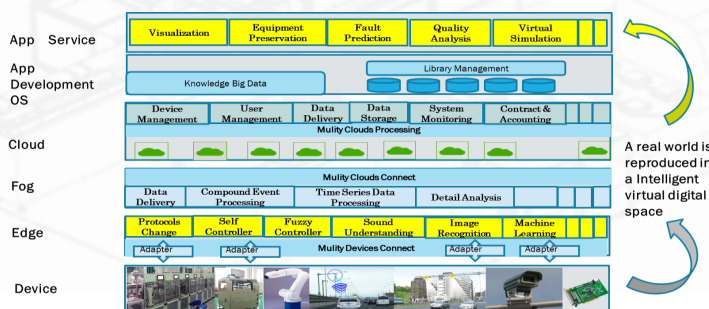 App Service
Visualization
Equipment
Preservation
Fault
Prediction
Quality
Analysis
Virtual
Simulation
App
Development
OS
Knowledge Big Data
Library Management
Device
Management
User
Management
Data
Delivery
Data
Storage
System
Monitoring
Contract &
Accounting
Mulity Clouds Processing
Cloud
Mulity Clouds Connect
Fog
Data
Delivery
Compound Event
Processing
Time Series Data
Processing
Detail Analysis
Edge
Protocols
Change
Self
Controller
Fuzzy
Controller
Sound
Understanding
Image
Recognition
Machine
Learning
Adapter
Adapter
Mulity Devices Connect
Adapter
Adapter
Device
A real world is
reproduced in
a Intelligent
virtual digital
space